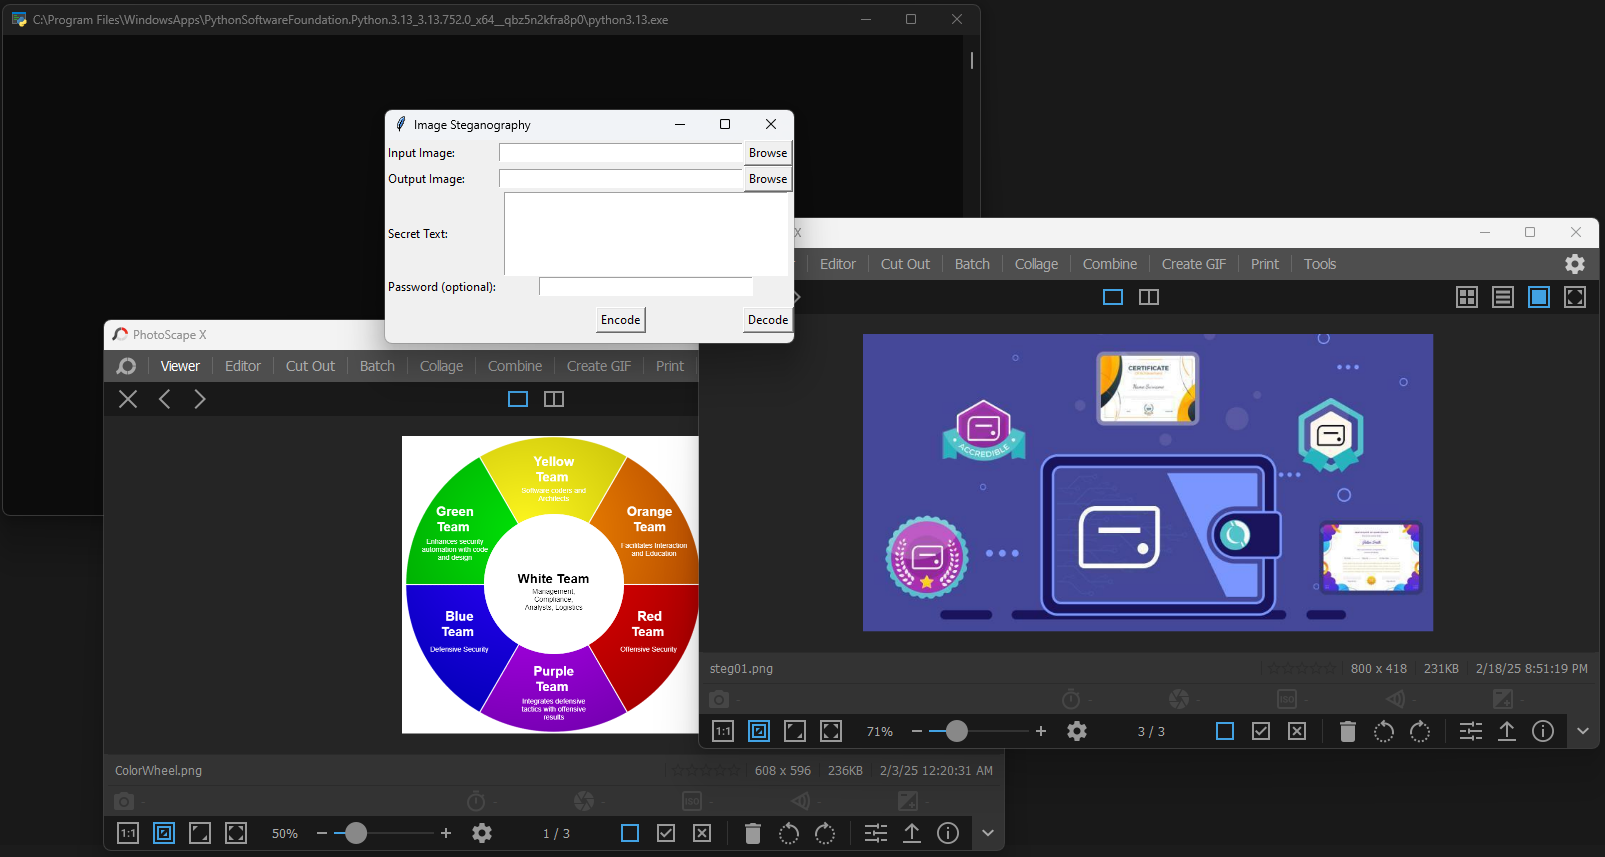 C:\Program Files\WindowsApps\PythonSoftwareFoundation.Python.3.13_3.13.752.0_x64__qbz5n2kfra8p0\python3.13.exe
Image Steganography
Input Image:
Browse
Output Image:
Browse
Secret Text:
Password (optional):
Encode
Decode
X
Editor
Cut Out
Batch
Collage
Combine
Create GIF
Print
Tools
CERTIFICATE
Name Surname
ACCREDIBLE
steg01.png
800 x 418
231KB
2/18/25 8:51:19 PM
ISO
1:1
71%
3 / 3
PhotoScape X
Viewer
Editor
Cut Out
Batch
Collage
Combine
Create GIF
Print
Yellow
Team
Software coders and
Architects
Green
Team
Enhances security
automation with code
and design
Orange
Team
Facilitates Interaction
and Education
White Team
Management,
Compliance,
Analysts, Logistics
Blue
Team
Defensive Security
Red
Team
Offensive Security
Purple
Team
Integrates defensive
tactics with offensive
results
ColorWheel.png
608 x 596
236KB
2/3/25 12:20:31 AM
ISO
1:1
50%
1 / 3